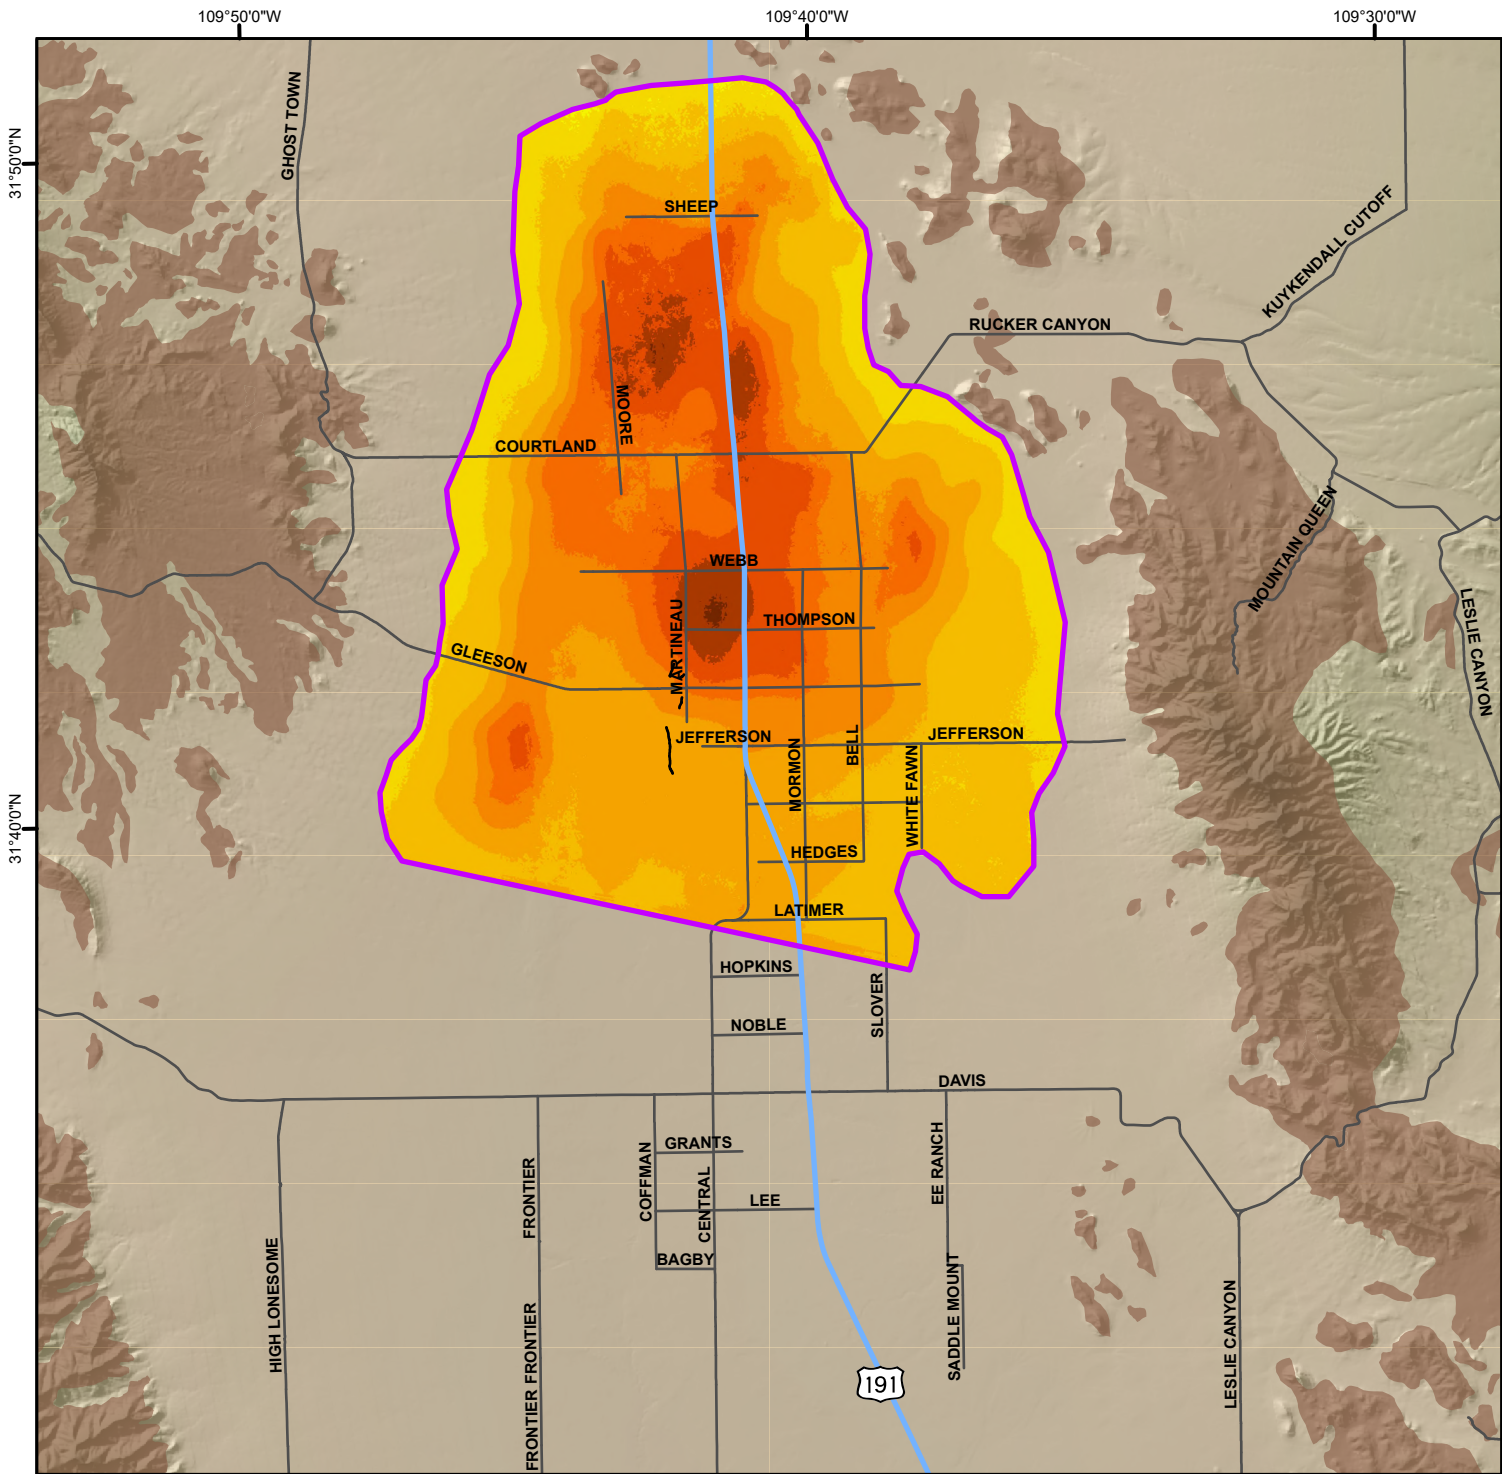 109°50'0"W
109°40'0"W
109°30'0"W
31°50'0"N
31°40'0"N
GHOST TOWN
SHEEP
KUYKENDALL CUTOFF
RUCKER CANYON
MOORE
COURTLAND
MOUNTAIN QUEEN
WEBB
LESLIE CANYON
THOMPSON
MARTINEAU
GLEESON
JEFFERSON
JEFFERSON
MORMON
BELL
WHITE FAWN
HEDGES
LATIMER
HOPKINS
SLOVER
NOBLE
DAVIS
GRANTS
COFFMAN
CENTRAL
EE RANCH
FRONTIER
LEE
BAGBY
HIGH LONESOME
SADDLE MOUNT
LESLIE CANYON
FRONTIER FRONTIER
191